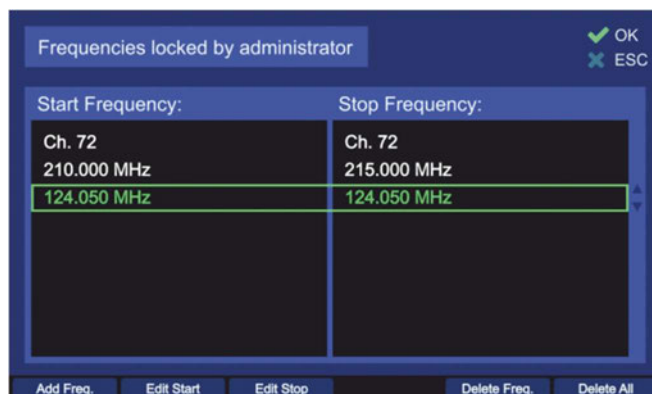 Frequencies locked by administrator
OK
ESC
Start Frequency: Stop Frequency:
Ch. 72 Ch. 72
210.000 MHz 215.000 MHz
124.050 MHz 124.050 MHz
Add Freq. Edit Start Edit Stop Delete Freq. Delete All